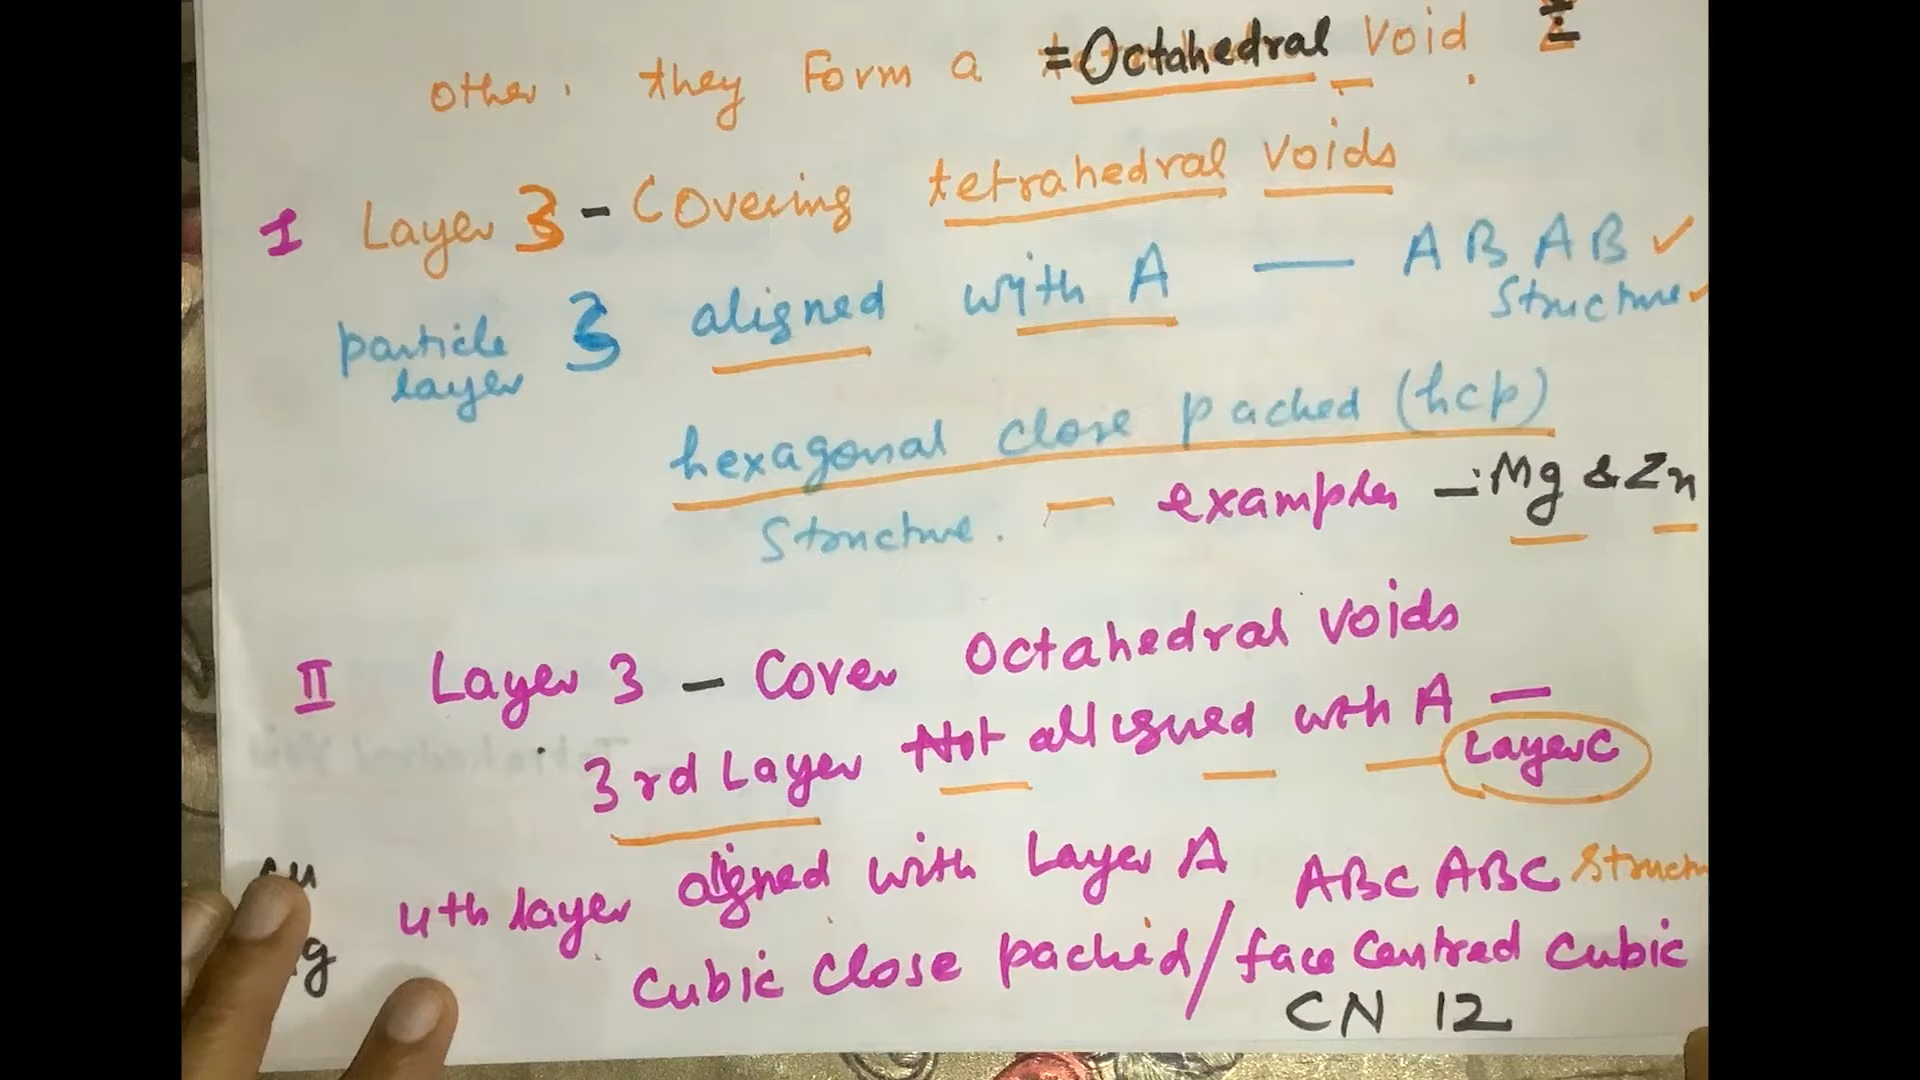 other. they Form a Octahedral Void
I Layer 3 - Covering tetrahedral voids
particle layer 3 aligned with A — A B A B ✓
Structure ✓
hexagonal close packed (hcp)
Structure. — examples - Mg & Zn
II Layer 3 - Cover Octahedral voids
3rd Layer Not alligned with A —
Layer C
4th layer aligned with Layer A ABC ABC
Cubic close packed / face centred cubic
CN 12